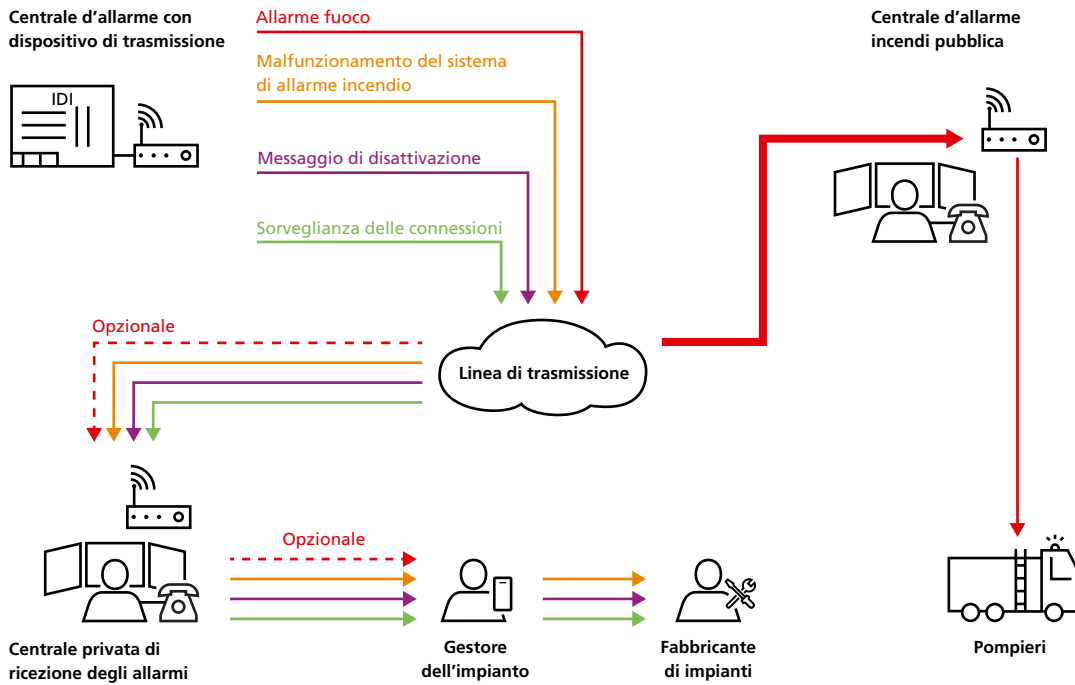 Centrale d’allarme con
dispositivo di trasmissione
IDI
Allarme fuoco
Malfunzionamento del sistema
di allarme incendio
Messaggio di disattivazione
Sorveglianza delle connessioni
Centrale d’allarme
incendi pubblica
Opzionale
Linea di trasmissione
Opzionale
Centrale privata di
ricezione degli allarmi
Gestore
dell’impianto
Fabbricante
di impianti
Pompieri